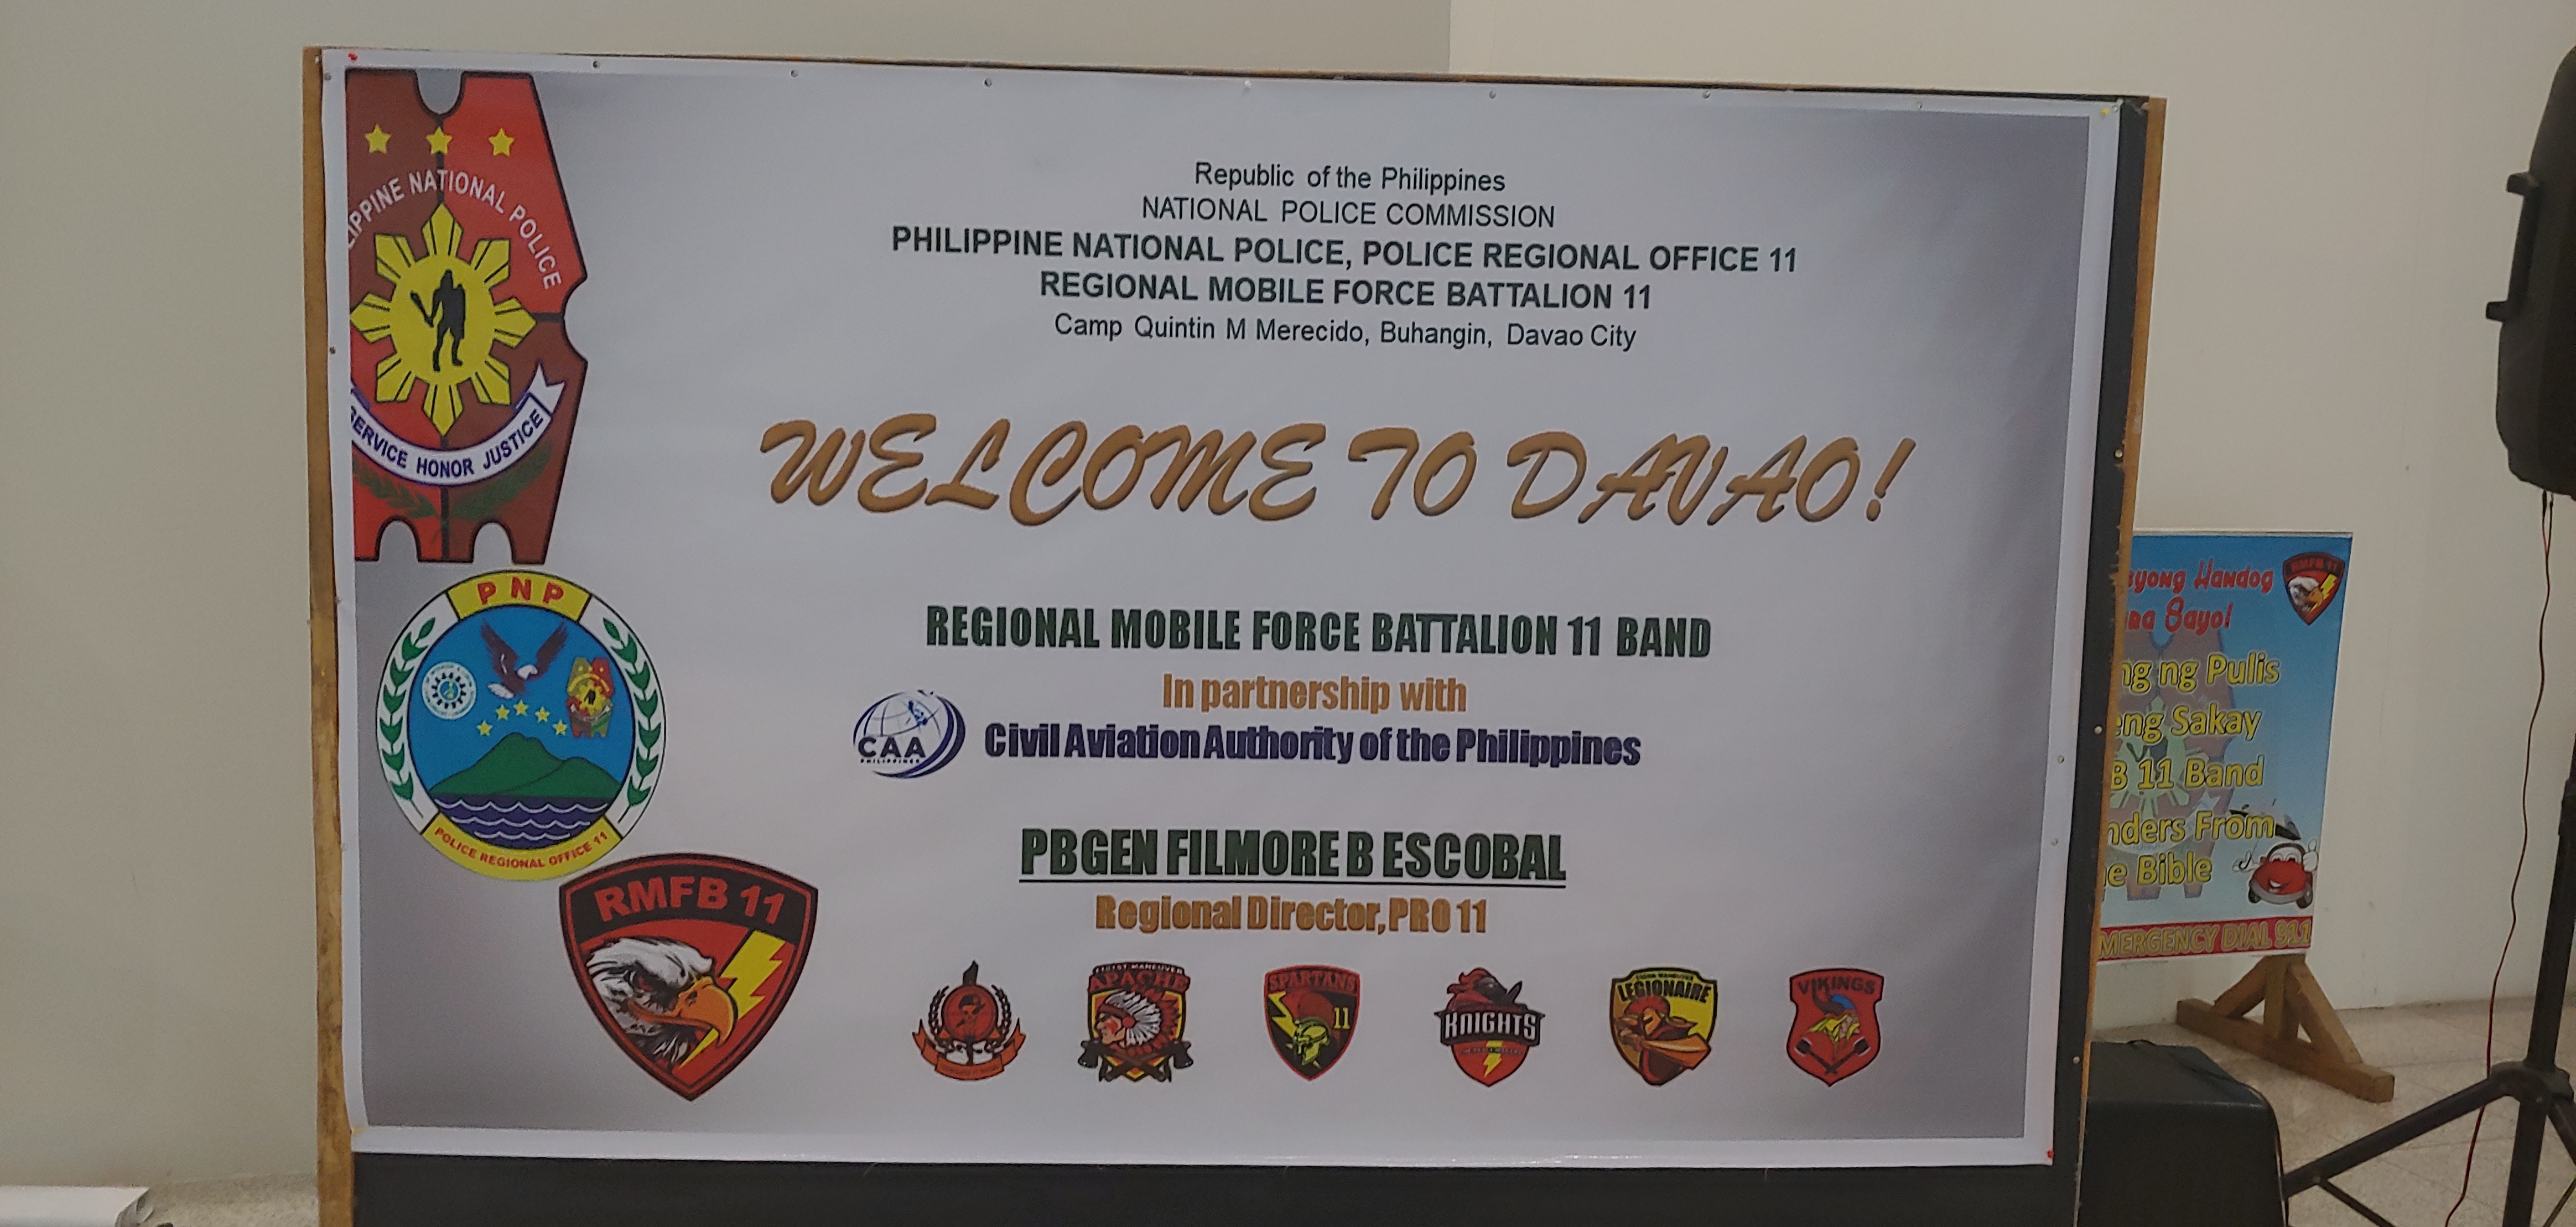 Republic of the Philippines
NATIONAL POLICE COMMISSION
PHILIPPINE NATIONAL POLICE, POLICE REGIONAL OFFICE 11
REGIONAL MOBILE FORCE BATTALION 11
Camp Quintin M Merecido, Buhangin, Davao City
WELCOME TO DAVAO!
REGIONAL MOBILE FORCE BATTALION 11 BAND
In partnership with
CAA
PHILIPPINES
Civil Aviation Authority of the Philippines
PBGEN FILMORE B ESCOBAL
Regional Director, PRO 11
NATIONAL POLICE
SERVICE HONOR JUSTICE
PNP
POLICE REGIONAL OFFICE 11
RMFB 11
APACHE
SPARTANS
11
KNIGHTS
LEGIONAIRE
VIKINGS
RMFB 11
Handog
Sayo!
ng Pulis
Sakay
11 Band
From
Bible
DIAL 911